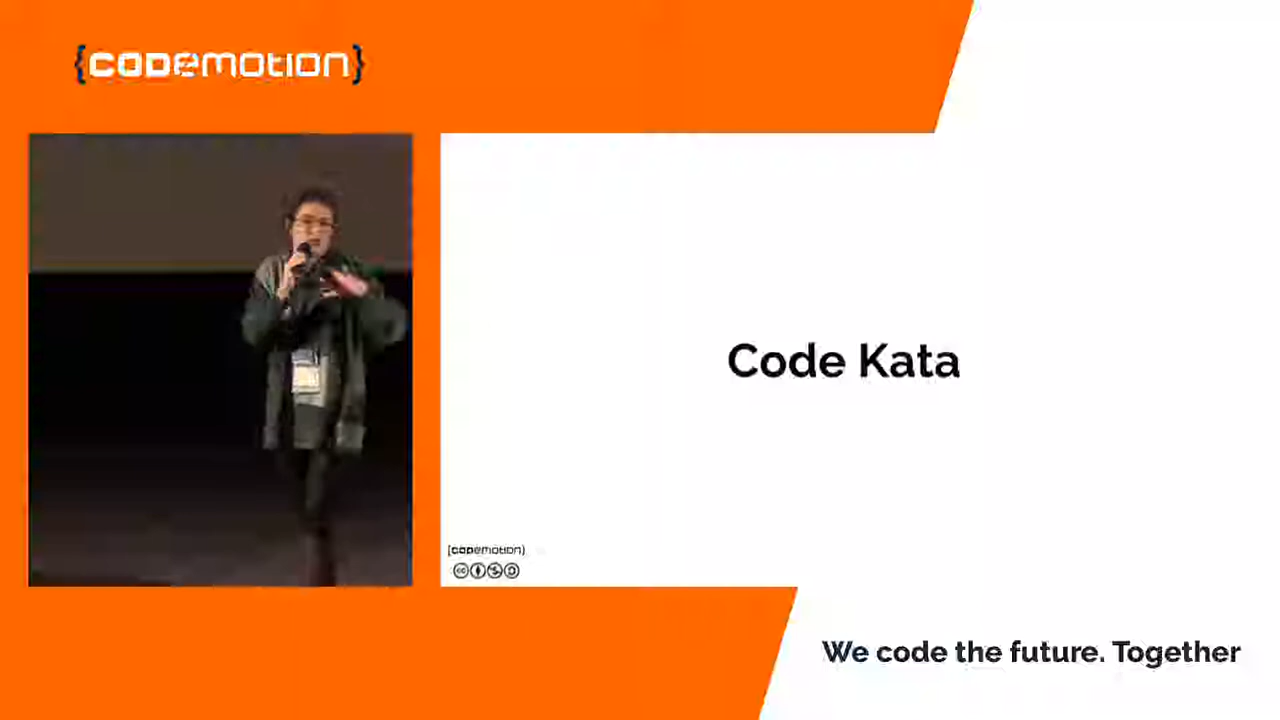 {codemotion}
Code Kata
{codemotion}
We code the future. Together